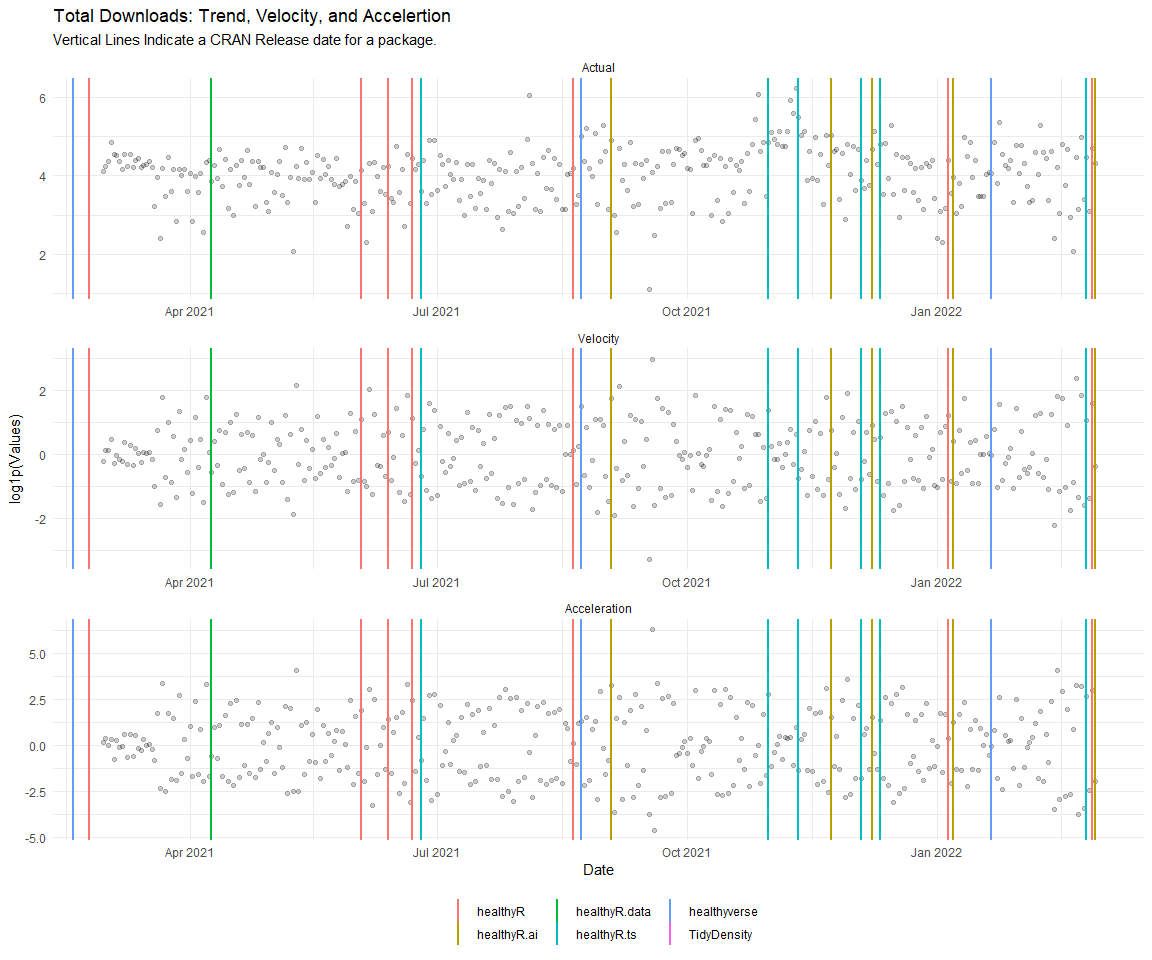 Total Downloads: Trend, Velocity, and Accelertion
Vertical Lines Indicate a CRAN Release date for a package.
Actual
6
4
2
Apr 2021 Jul 2021 Oct 2021 Jan 2022
Velocity
2
0
-2
Apr 2021 Jul 2021 Oct 2021 Jan 2022
log1p(Values)
Acceleration
5.0
2.5
0.0
-2.5
-5.0
Apr 2021 Jul 2021 Oct 2021 Jan 2022
Date
healthyR healthyR.data healthyverse
healthyR.ai healthyR.ts TidyDensity